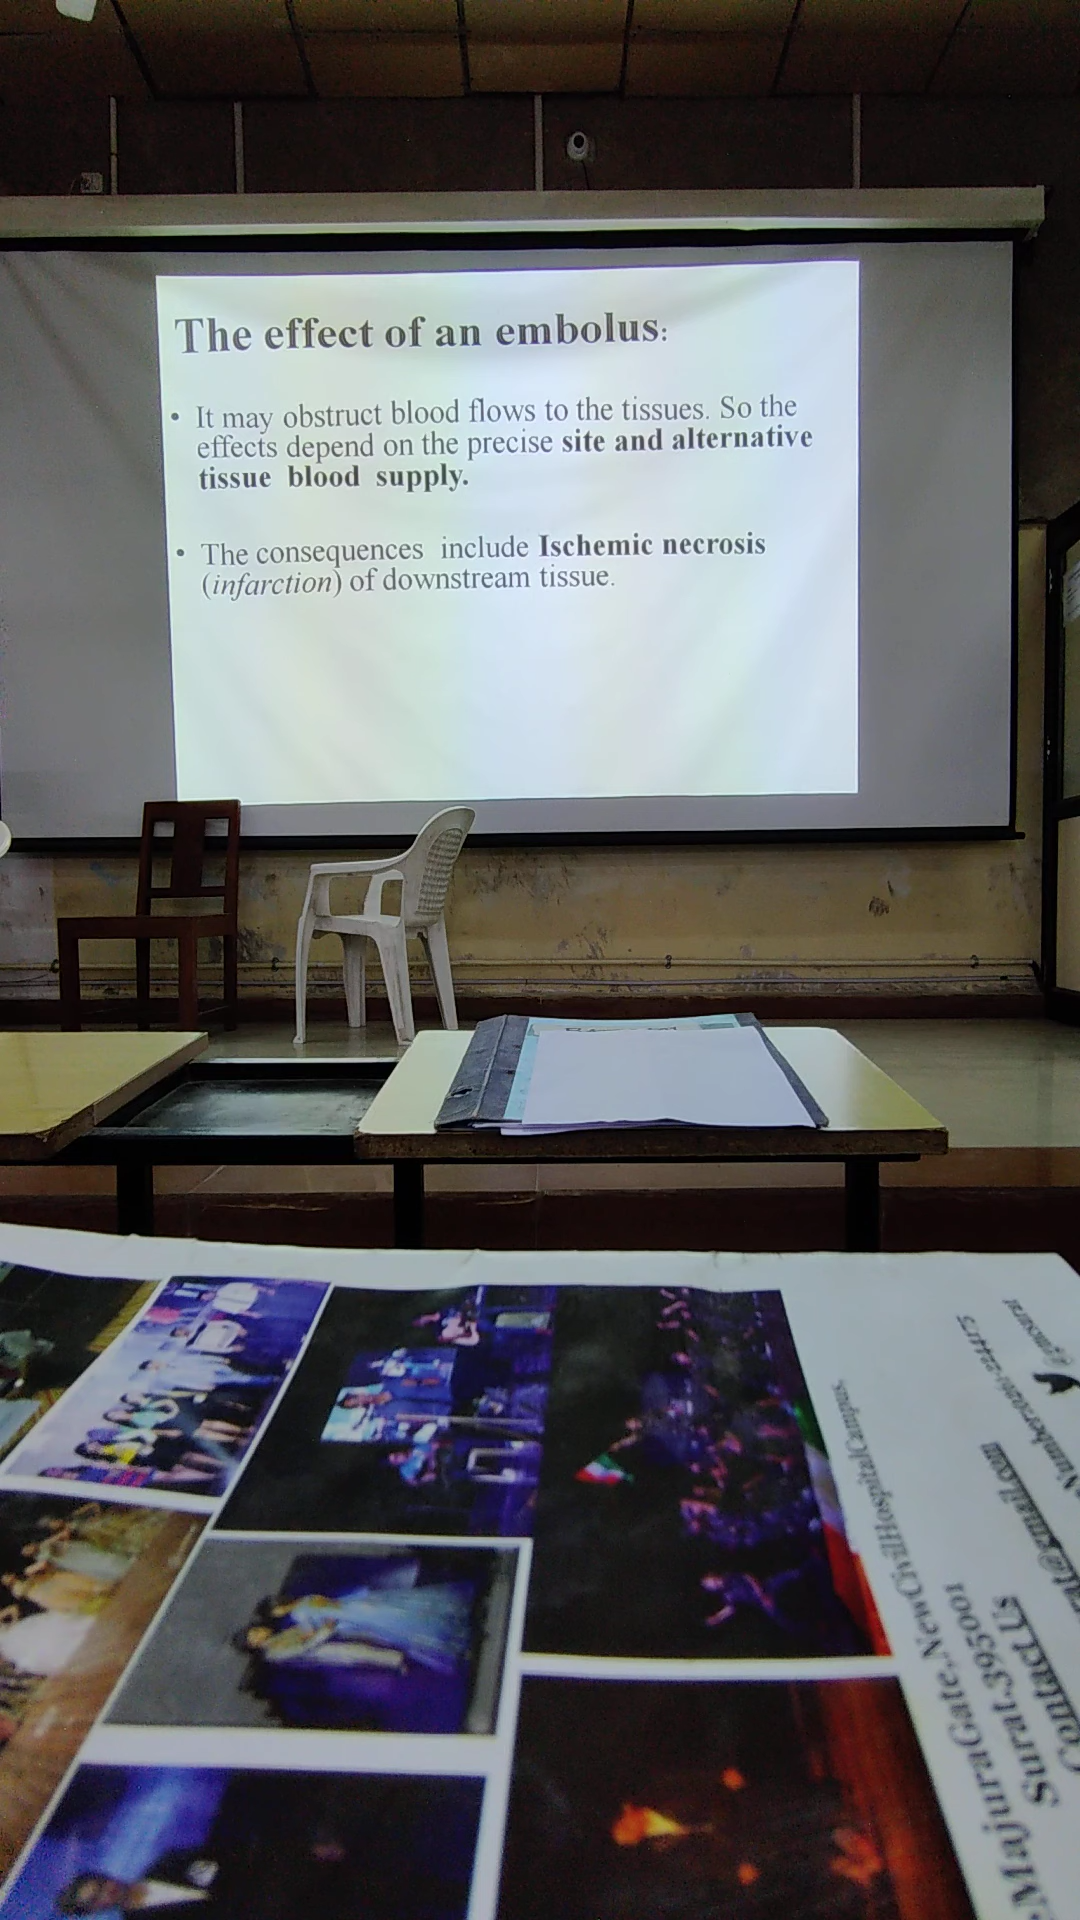 The effect of an embolus:
• It may obstruct blood flows to the tissues. So the
effects depend on the precise site and alternative
tissue blood supply.
• The consequences include Ischemic necrosis
(infarction) of downstream tissue.
MajuraGate,NewCivilHospitalCampus,
Surat.395001
Contact Us